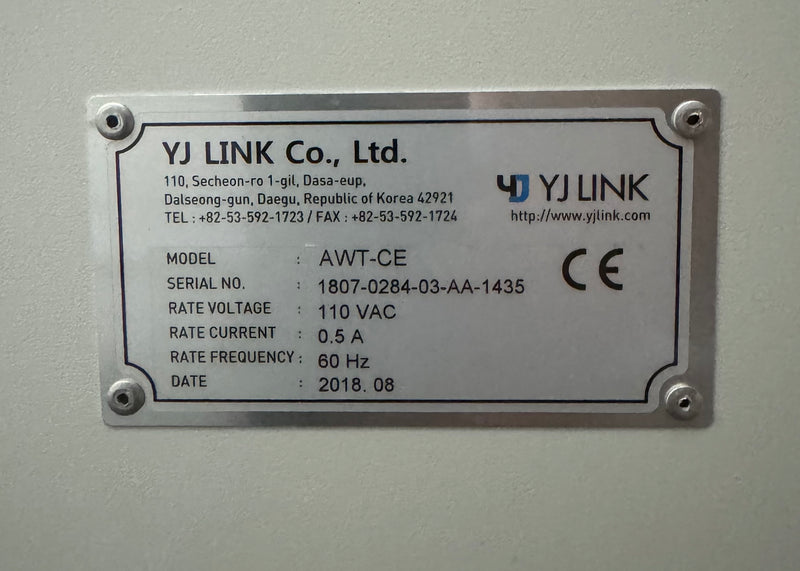 YJ LINK Co., Ltd.
110, Secheon-ro 1-gil, Dasa-eup,
Dalseong-gun, Daegu, Republic of Korea 42921
TEL : +82-53-592-1723 / FAX : +82-53-592-1724
YJ LINK
http://www.yjlink.com
MODEL : AWT-CE
SERIAL NO. : 1807-0284-03-AA-1435
RATE VOLTAGE : 110 VAC
RATE CURRENT : 0.5 A
RATE FREQUENCY : 60 Hz
DATE : 2018. 08
CE